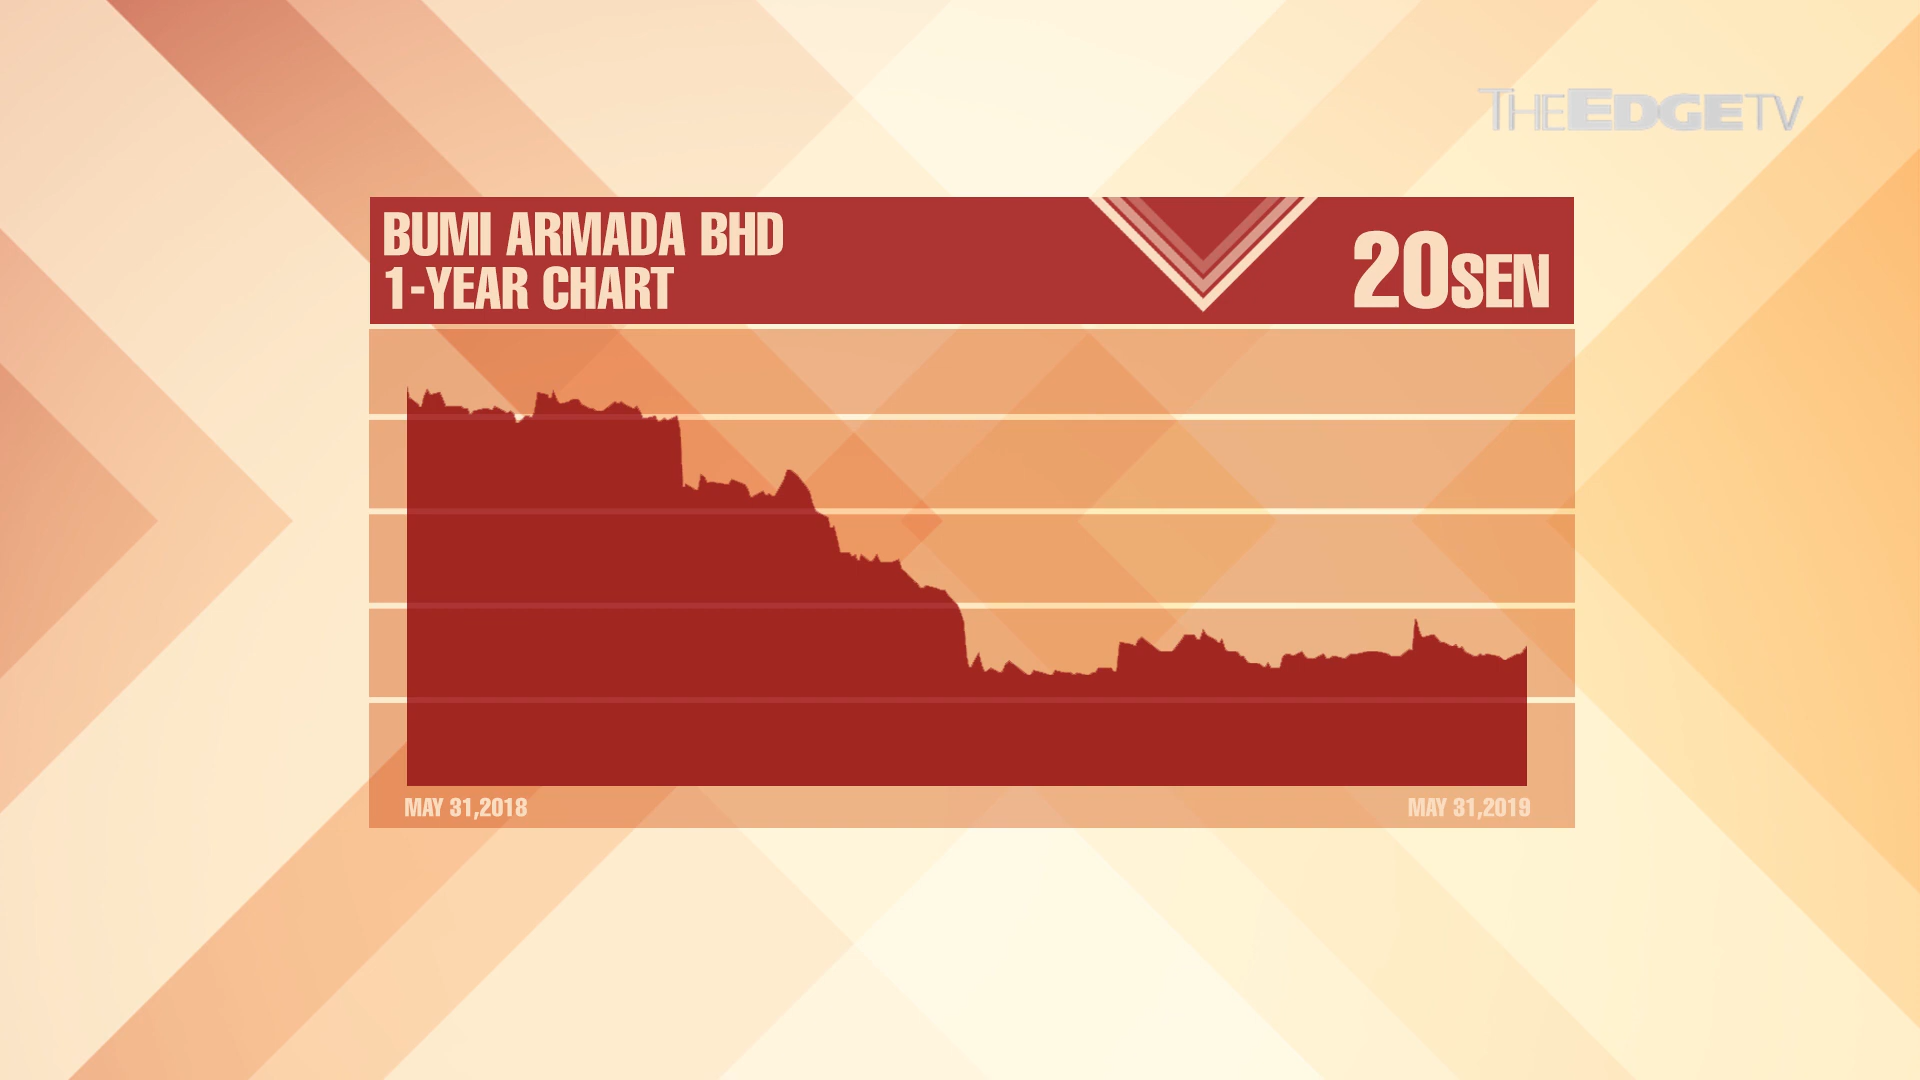 THEEDGETV
BUMI ARMADA BHD
1-YEAR CHART
20SEN
MAY 31,2018
MAY 31,2019